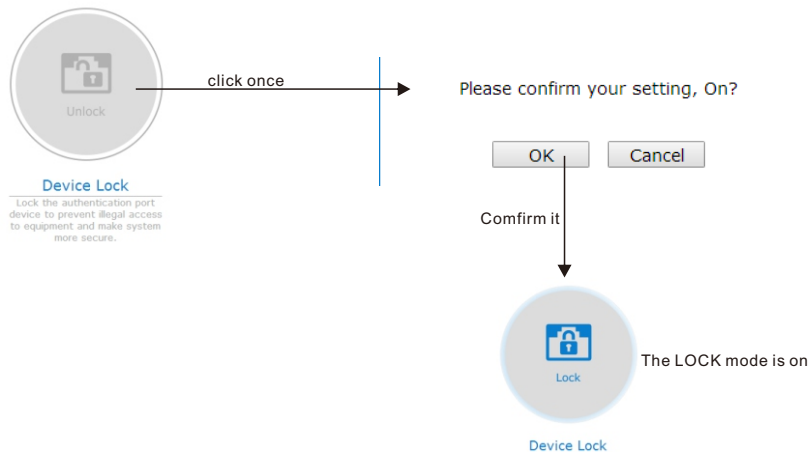 Unlock
Device Lock
Lock the authentication port
device to prevent illegal access
to equipment and make system
more secure.
click once
Please confirm your setting, On?
OK
Cancel
Comfirm it
Lock
The LOCK mode is on
Device Lock